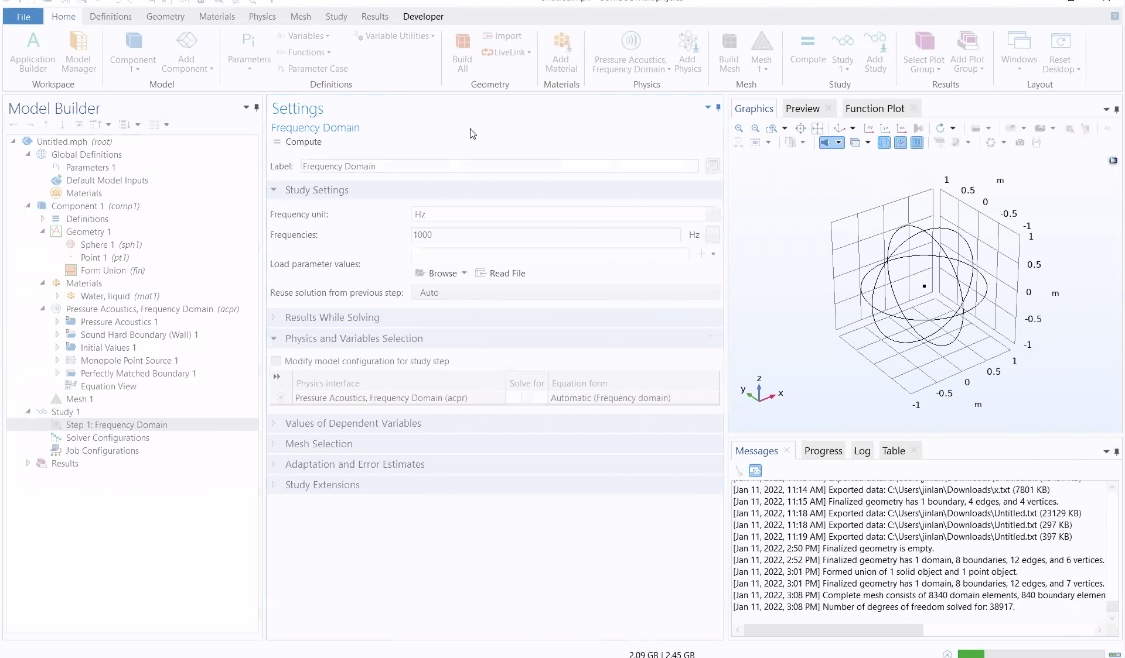 File Home Definitions Geometry Materials Physics Mesh Study Results Developer
Application Builder
Model Manager
Workspace
Component 1
Add Component
Model
Pi
Parameters
Variables
Functions
Parameter Case
Variable Utilities
Definitions
Build All
Import
LiveLink
Geometry
Add Material
Materials
Pressure Acoustics, Frequency Domain
Add Physics
Physics
Build Mesh
Mesh 1
Mesh
Compute
Study 1
Add Study
Study
Select Plot Group
Add Plot Group
Results
Windows
Reset Desktop
Layout
Model Builder
Untitled.mph (root)
Global Definitions
Parameters 1
Default Model Inputs
Materials
Component 1 (comp1)
Definitions
Geometry 1
Sphere 1 (sph1)
Point 1 (pt1)
Form Union (fin)
Materials
Water, liquid (mat1)
Pressure Acoustics, Frequency Domain (acpr)
Pressure Acoustics 1
Sound Hard Boundary (Wall) 1
Initial Values 1
Monopole Point Source 1
Perfectly Matched Boundary 1
Equation View
Mesh 1
Study 1
Step 1: Frequency Domain
Solver Configurations
Job Configurations
Results
Settings
Frequency Domain
= Compute
Label: Frequency Domain
Study Settings
Frequency unit: Hz
Frequencies: 1000 Hz
Load parameter values:
Browse Read File
Reuse solution from previous step: Auto
Results While Solving
Physics and Variables Selection
Modify model configuration for study step
Physics interface Solve for Equation form
Pressure Acoustics, Frequency Domain (acpr) Automatic (Frequency domain)
Values of Dependent Variables
Mesh Selection
Adaptation and Error Estimates
Study Extensions
Graphics Preview Function Plot
1 m
0.5
0
-0.5
-1
1
0.5
0 m
-0.5
-1
1
0.5
0
-0.5 m
-1
z
y x
Messages Progress Log Table
[Jan 11, 2022, 11:14 AM] Exported data: C:\Users\jinlan\Downloads\x.txt (7801 KB)
[Jan 11, 2022, 11:15 AM] Finalized geometry has 1 boundary, 4 edges, and 4 vertices.
[Jan 11, 2022, 11:18 AM] Exported data: C:\Users\jinlan\Downloads\Untitled.txt (23129 KB)
[Jan 11, 2022, 11:18 AM] Exported data: C:\Users\jinlan\Downloads\Untitled.txt (297 KB)
[Jan 11, 2022, 11:19 AM] Exported data: C:\Users\jinlan\Downloads\Untitled.txt (397 KB)
[Jan 11, 2022, 2:50 PM] Finalized geometry is empty.
[Jan 11, 2022, 2:52 PM] Finalized geometry has 1 domain, 8 boundaries, 12 edges, and 6 vertices.
[Jan 11, 2022, 3:01 PM] Formed union of 1 solid object and 1 point object.
[Jan 11, 2022, 3:01 PM] Finalized geometry has 1 domain, 8 boundaries, 12 edges, and 7 vertices.
[Jan 11, 2022, 3:08 PM] Complete mesh consists of 8340 domain elements, 840 boundary elemen
[Jan 11, 2022, 3:08 PM] Number of degrees of freedom solved for: 38917.
2.09 GB | 2.45 GB